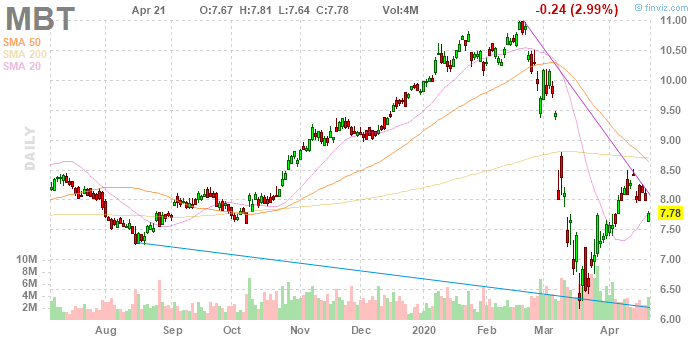 MBT
Apr 21 O:7.67 H:7.81 L:7.64 C:7.78 Vol:4M -0.24 (2.99%)
© finviz.com
SMA 50
SMA 200
SMA 20
DAILY
11.00
10.50
10.00
9.50
9.00
8.50
8.00
7.78
7.50
7.00
6.50
6.00
10M
8M
6M
4M
2M
Aug Sep Oct Nov Dec 2020 Feb Mar Apr